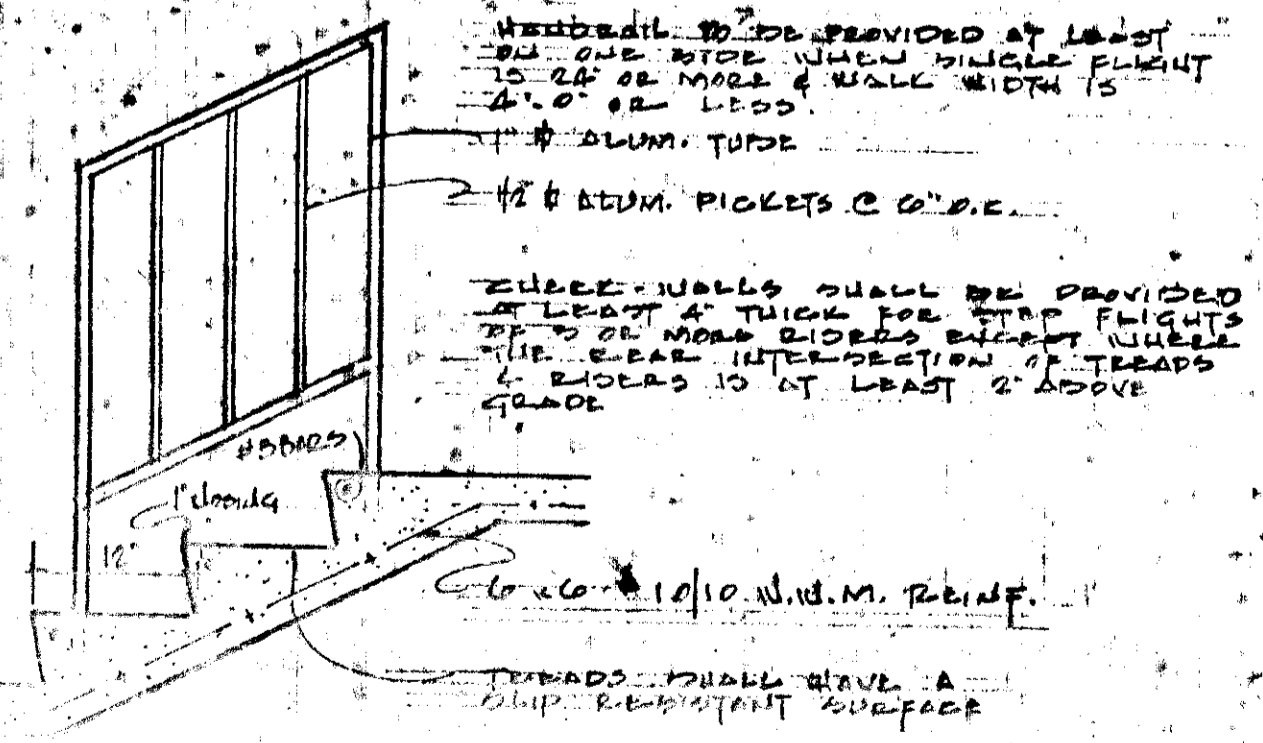 HANDRAIL TO BE PROVIDED AT LEAST
ON ONE SIDE WHEN SINGLE FLIGHT
IS 24" OR MORE & WALK WIDTH IS
4'-0" OR LESS.
1" ⌀ ALUM. TUBE
1/2" ⌀ ALUM. PICKETS @ 6" O.C.
CHEEK-WALLS SHALL BE PROVIDED
AT LEAST 4" THICK FOR STEP FLIGHTS
OF 3 OR MORE RISERS EXCEPT WHERE
THE REAR INTERSECTION OF TREADS
& RISERS IS AT LEAST 2" ABOVE
GRADE
#3 BARS
1" NOSING
12"
6 x 6 - 10/10 W.W.M. REINF.
TREADS SHALL HAVE A
SLIP RESISTANT SURFACE